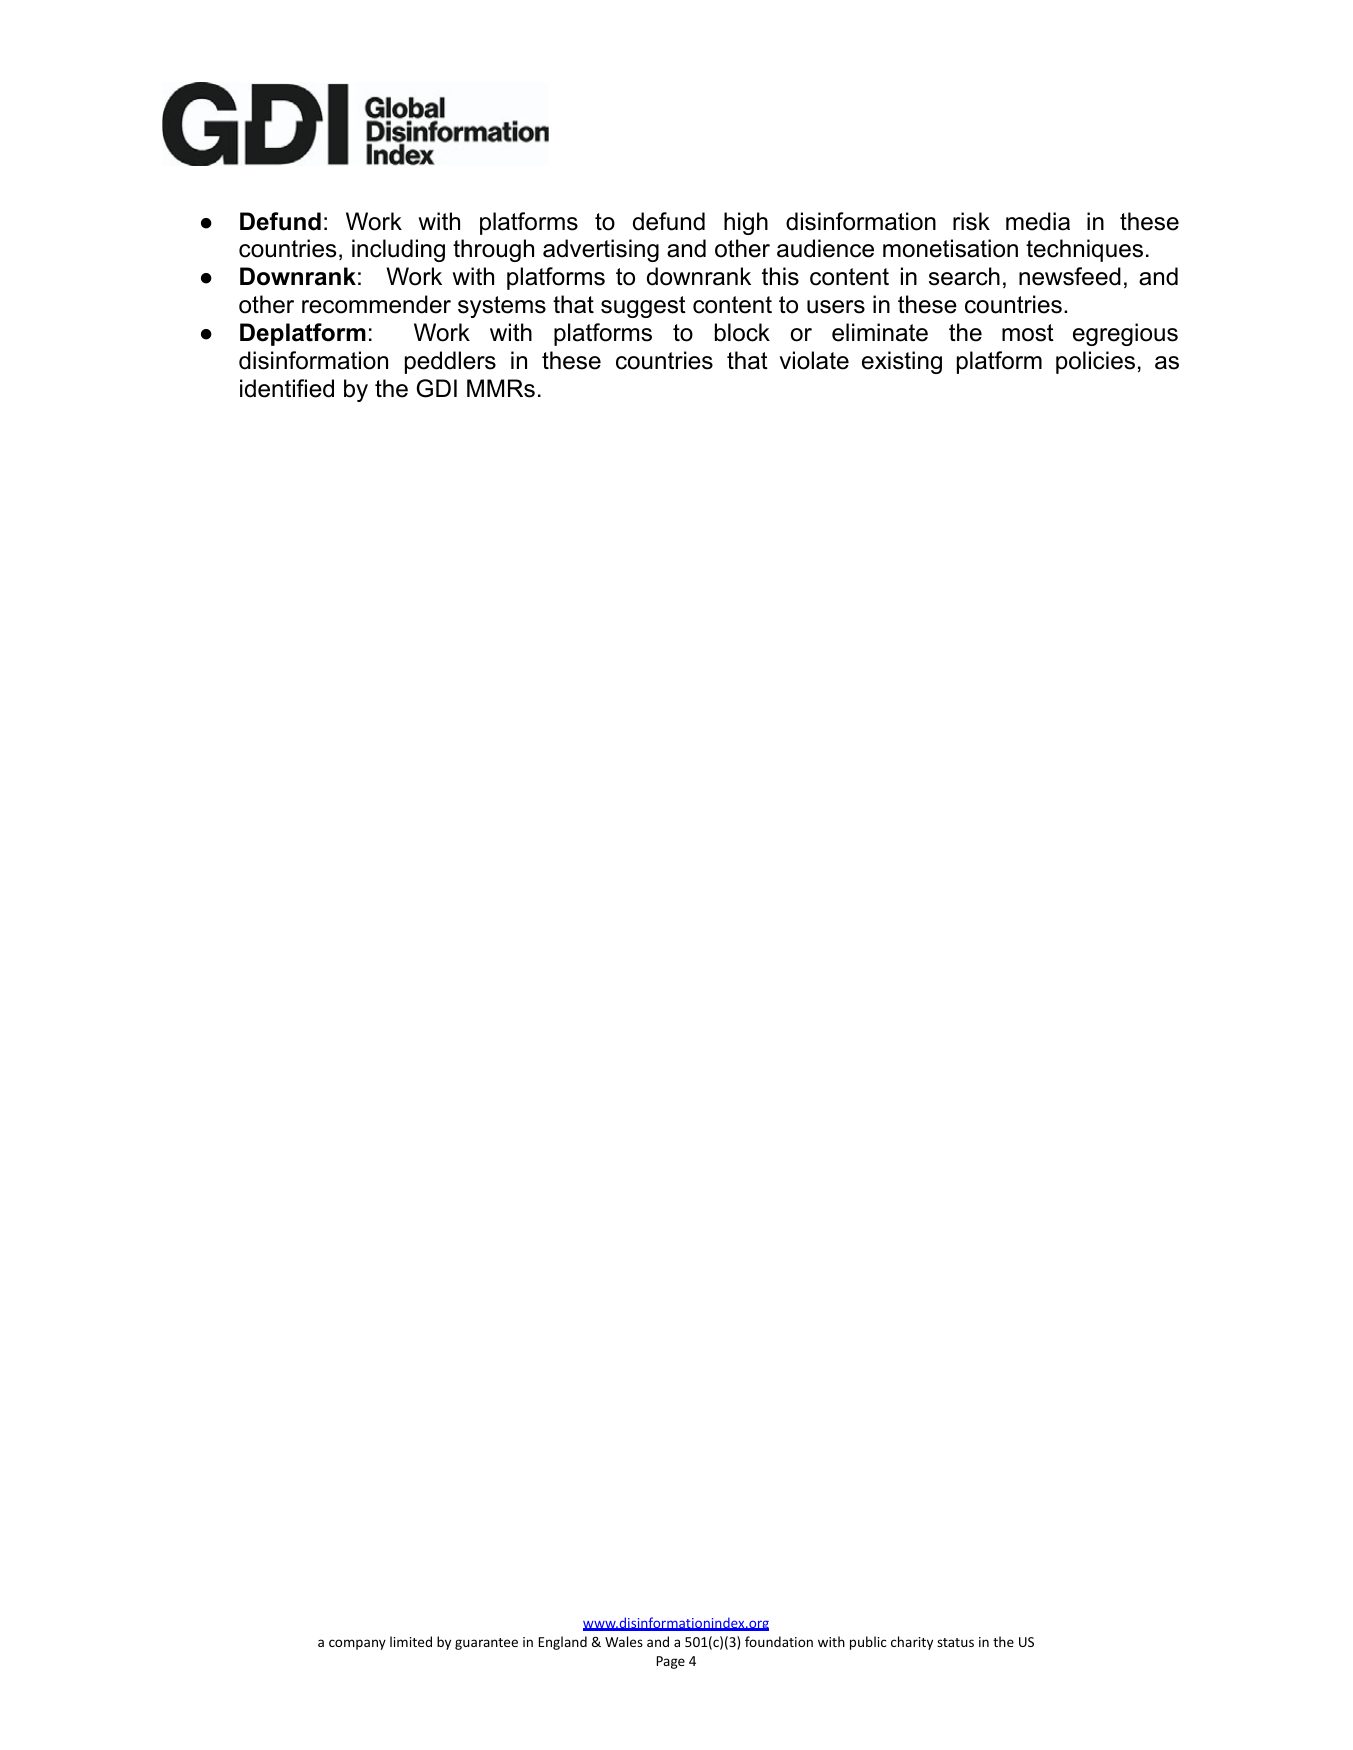 GDI Global
Disinformation
Index
● Defund: Work with platforms to defund high disinformation risk media in these
countries, including through advertising and other audience monetisation techniques.
● Downrank: Work with platforms to downrank this content in search, newsfeed, and
other recommender systems that suggest content to users in these countries.
● Deplatform: Work with platforms to block or eliminate the most egregious
disinformation peddlers in these countries that violate existing platform policies, as
identified by the GDI MMRs.
www.disinformationindex.org
a company limited by guarantee in England & Wales and a 501(c)(3) foundation with public charity status in the US
Page 4